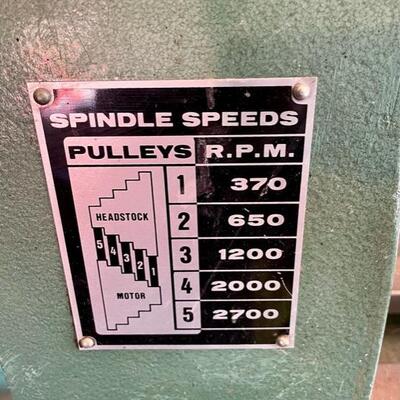 SPINDLE SPEEDS
PULLEYS R.P.M.
1 370
HEADSTOCK
2 650
5 4 3 2 1
3 1200
4 2000
MOTOR
5 2700